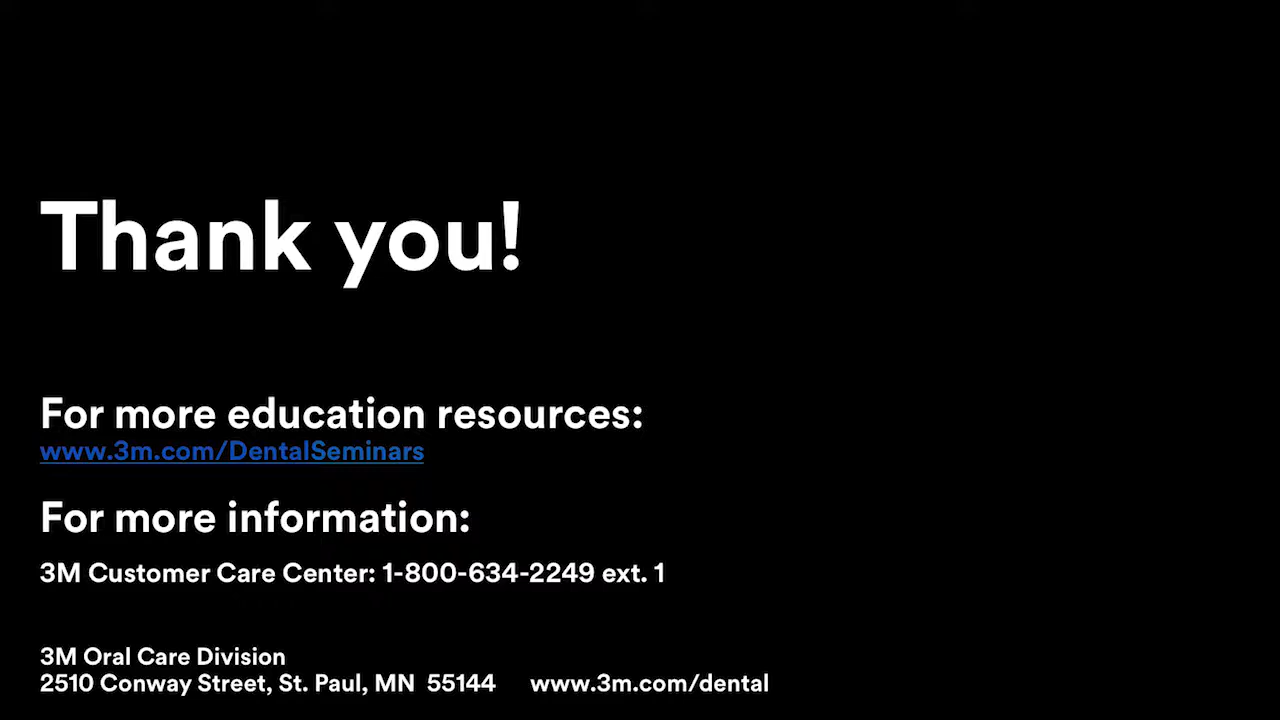 Thank you!
For more education resources:
www.3m.com/DentalSeminars
For more information:
3M Customer Care Center: 1-800-634-2249 ext. 1
3M Oral Care Division
2510 Conway Street, St. Paul, MN 55144 www.3m.com/dental